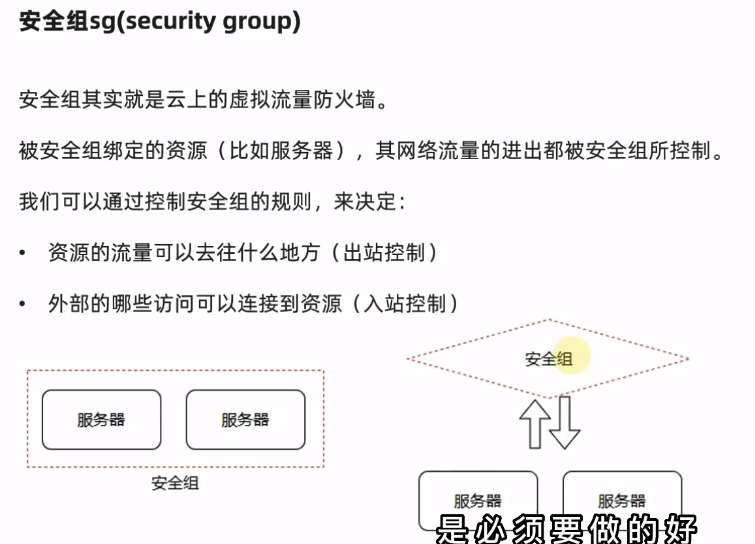 安全组sg(security group)
安全组其实就是云上的虚拟流量防火墙。
被安全组绑定的资源（比如服务器），其网络流量的进出都被安全组所控制。
我们可以通过控制安全组的规则，来决定：
• 资源的流量可以去往什么地方（出站控制）
• 外部的哪些访问可以连接到资源（入站控制）
安全组
服务器 服务器
安全组
服务器 服务器
是必须要做的好